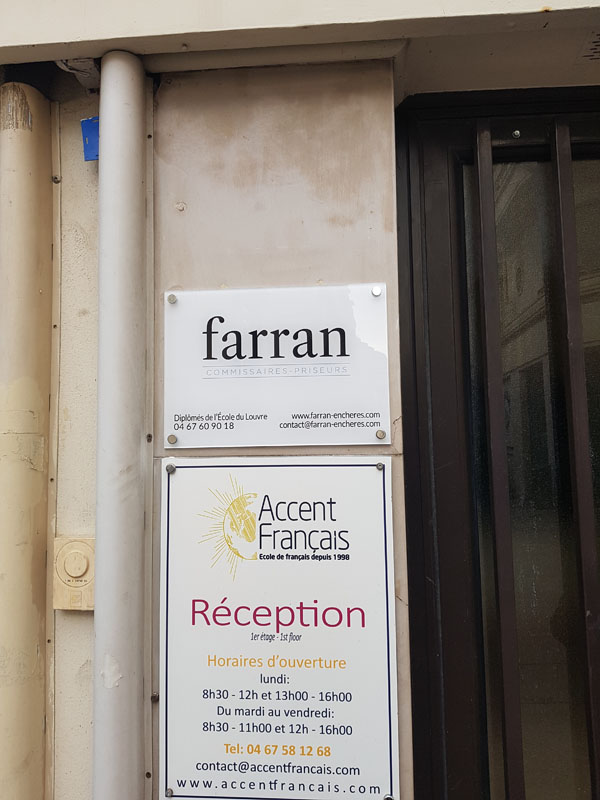 farran
COMMISSAIRES-PRISEURS
Diplômés de l'École du Louvre
04 67 60 90 18
www.farran-encheres.com
contact@farran-encheres.com
Accent
Français
Ecole de français depuis 1998
Réception
1er étage - 1st floor
Horaires d'ouverture
lundi:
8h30 - 12h et 13h00 - 16h00
Du mardi au vendredi:
8h30 - 11h00 et 12h - 16h00
Tel: 04 67 58 12 68
contact@accentfrancais.com
www.accentfrancais.com